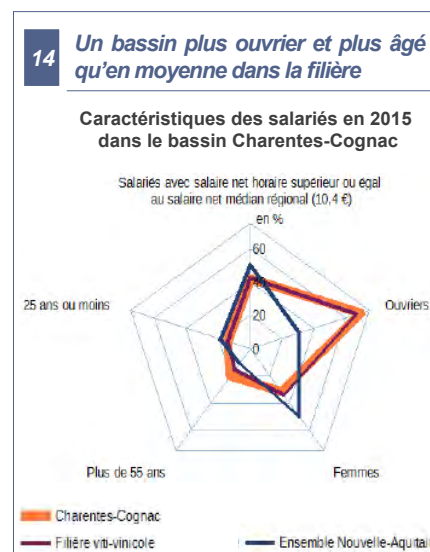 14
Un bassin plus ouvrier et plus âgé
qu'en moyenne dans la filière
Caractéristiques des salariés en 2015
dans le bassin Charentes-Cognac
Salariés avec salaire net horaire supérieur ou égal
au salaire net médian régional (10,4 €)
en %
60
40
20
0
25 ans ou moins
Ouvriers
Plus de 55 ans
Femmes
Charentes-Cognac
Filière viti-vinicole
Ensemble Nouvelle-Aquitai